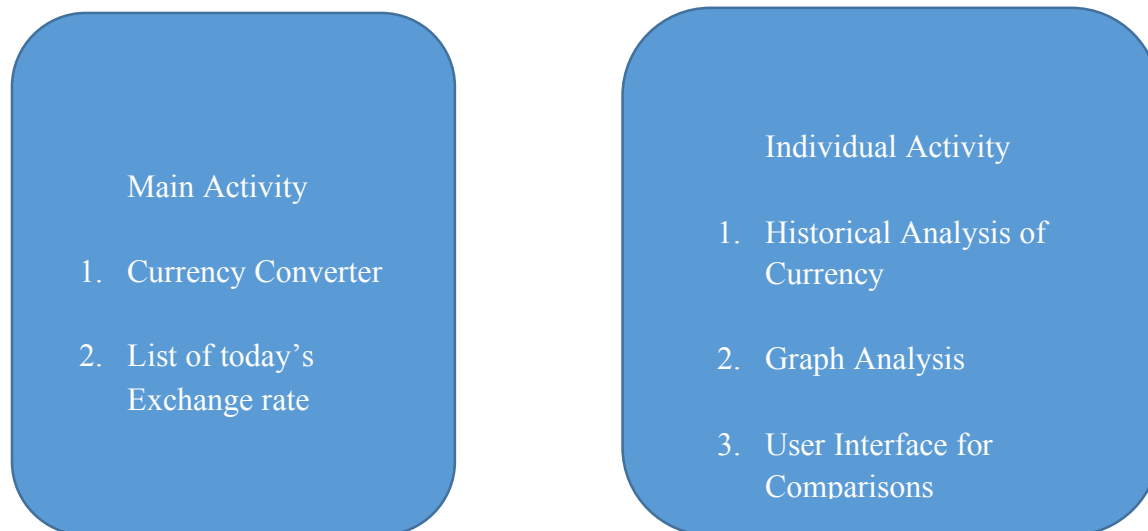 Main Activity
1. Currency Converter
2. List of today’s
Exchange rate
Individual Activity
1. Historical Analysis of
Currency
2. Graph Analysis
3. User Interface for
Comparisons